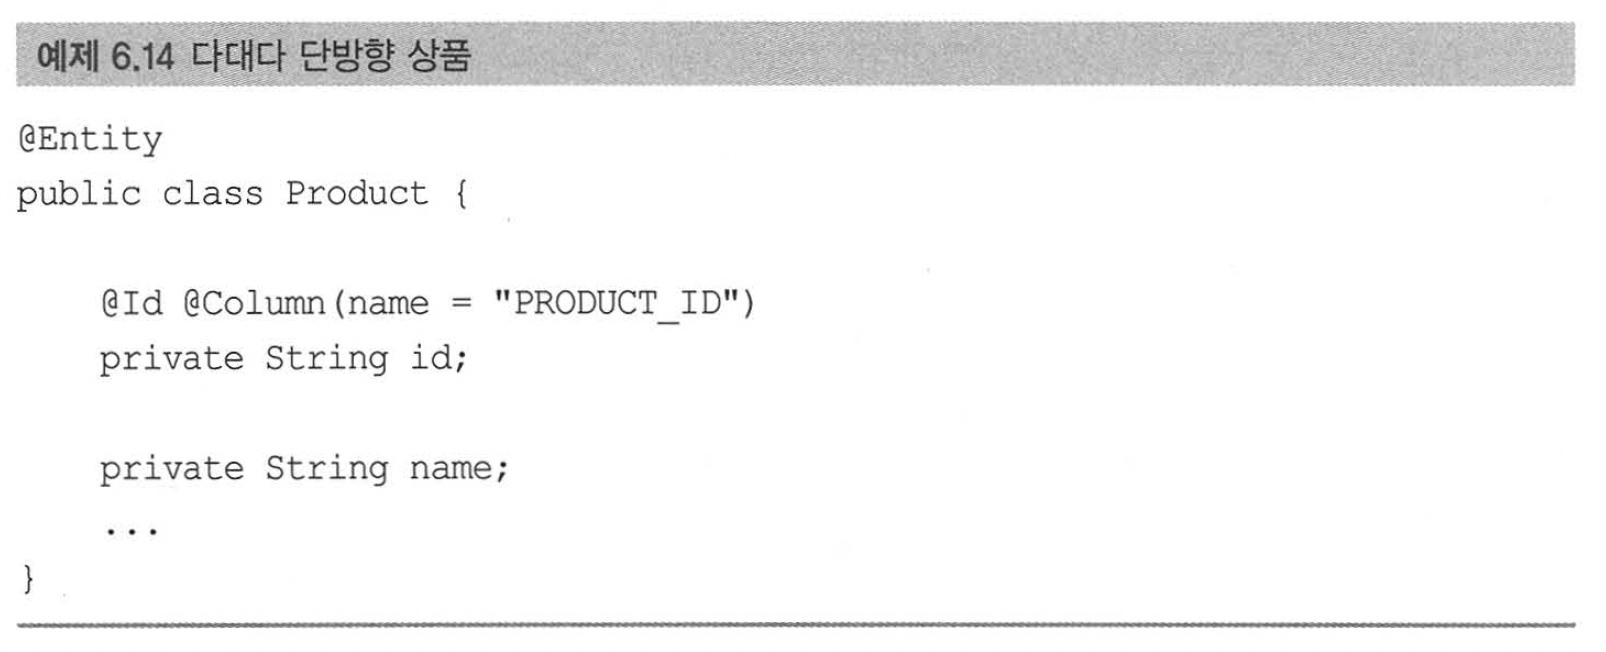 예제 6.14 다대다 단방향 상품
@Entity
public class Product {
@Id @Column(name = "PRODUCT_ID")
private String id;
private String name;
...
}